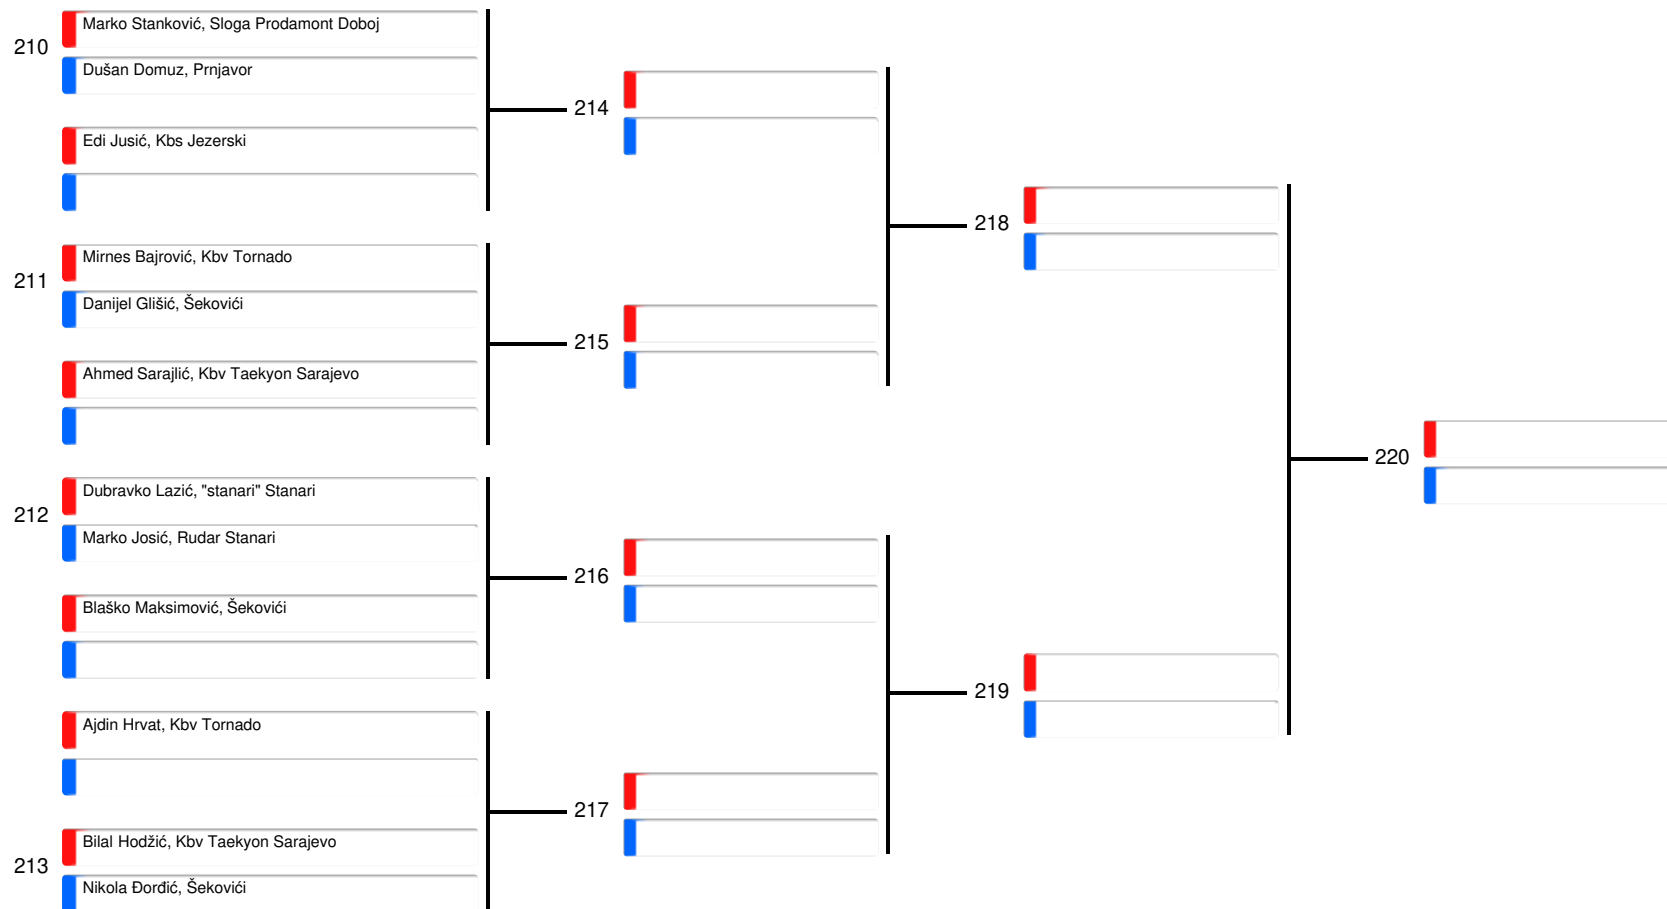 210
Marko Stanković, Sloga Prodamont Doboj
Dušan Domuz, Prnjavor
Edi Jusić, Kbs Jezerski
211
Mirnes Bajrović, Kbv Tornado
Danijel Glišić, Šekovići
Ahmed Sarajlić, Kbv Taekyon Sarajevo
212
Dubravko Lazić, "stanari" Stanari
Marko Josić, Rudar Stanari
Blaško Maksimović, Šekovići
Ajdin Hrvat, Kbv Tornado
213
Bilal Hodžić, Kbv Taekyon Sarajevo
Nikola Đorđić, Šekovići
214
215
216
217
218
219
220